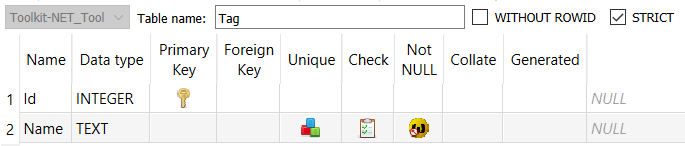 Toolkit-NET_Tool Table name: Tag WITHOUT ROWID STRICT
Name Data type Primary Key Foreign Key Unique Check Not NULL Collate Generated
1 Id INTEGER NULL
2 Name TEXT NULL